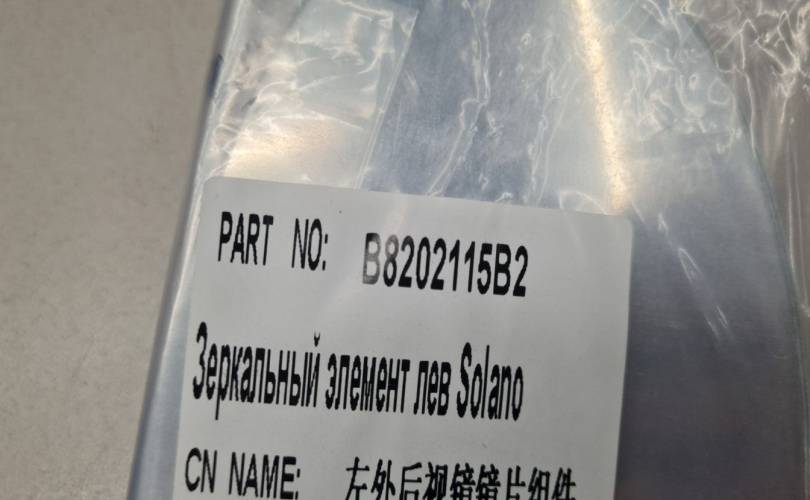 PART NO: B8202115B2
Зеркальный элемент лев Solano
CN NAME: 左外后视镜镜片组件